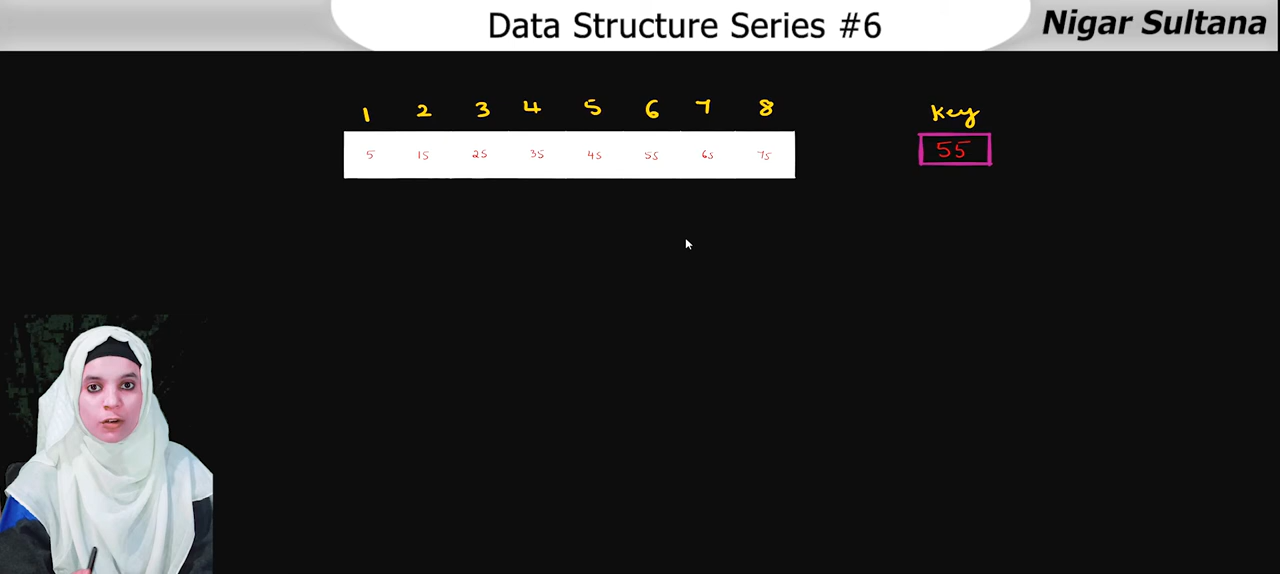 Data Structure Series #6
Nigar Sultana
1 2 3 4 5 6 7 8
Key
5 15 25 35 45 55 65 75
55